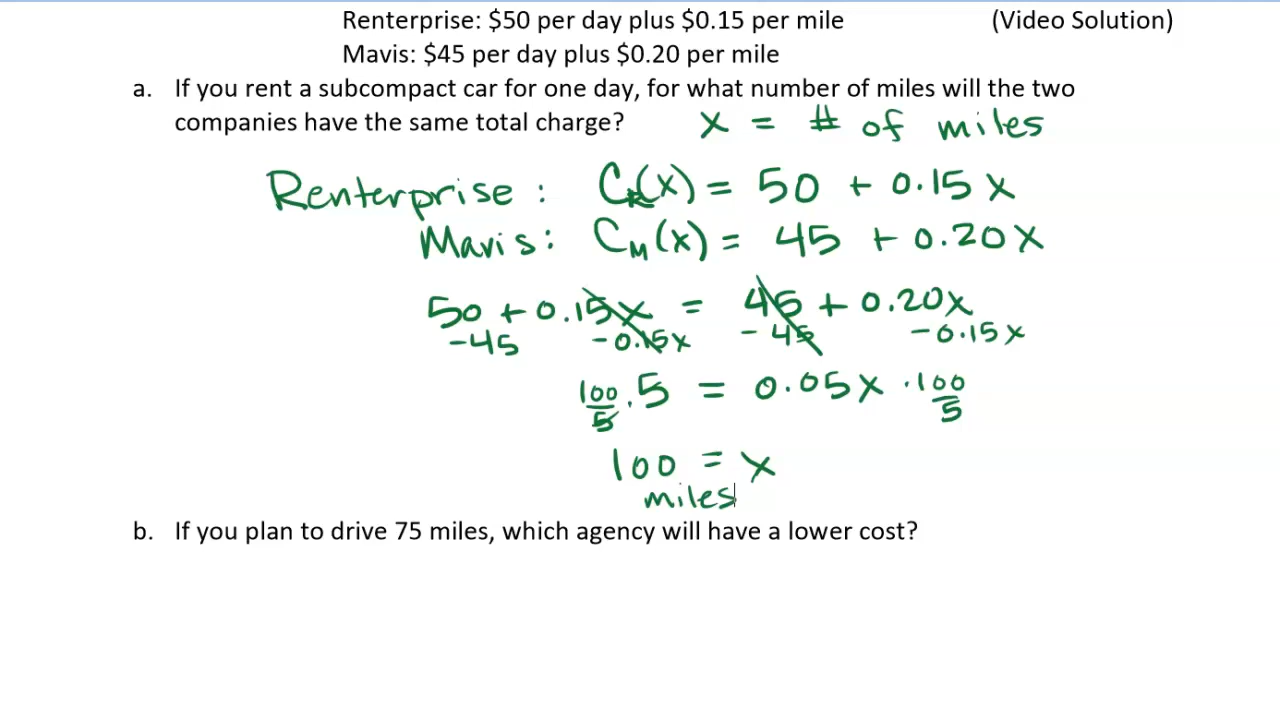 Renterprise: $50 per day plus $0.15 per mile (Video Solution)
Mavis: $45 per day plus $0.20 per mile
a. If you rent a subcompact car for one day, for what number of miles will the two
companies have the same total charge? x = # of miles
Renterprise: C_R(x) = 50 + 0.15x
Mavis: C_M(x) = 45 + 0.20x
50 + 0.15x = 45 + 0.20x
-45 -0.15x -45 -0.15x
100/5 · 5 = 0.05x · 100/5
100 = x
miles
b. If you plan to drive 75 miles, which agency will have a lower cost?